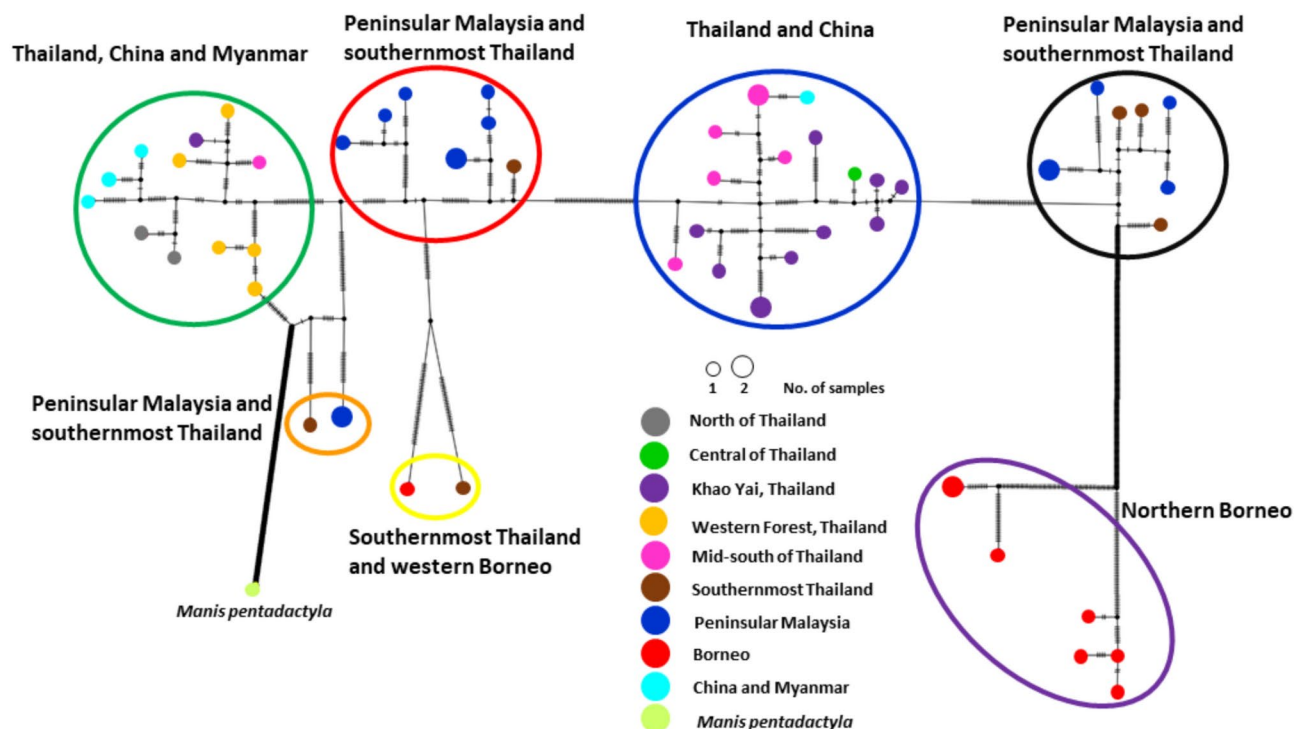 Thailand, China and Myanmar
Peninsular Malaysia and
southernmost Thailand
Thailand and China
Peninsular Malaysia and
southernmost Thailand
Peninsular Malaysia and
southernmost Thailand
Southernmost Thailand
and western Borneo
Manis pentadactyla
Northern Borneo
1 2 No. of samples
North of Thailand
Central of Thailand
Khao Yai, Thailand
Western Forest, Thailand
Mid-south of Thailand
Southernmost Thailand
Peninsular Malaysia
Borneo
China and Myanmar
Manis pentadactyla